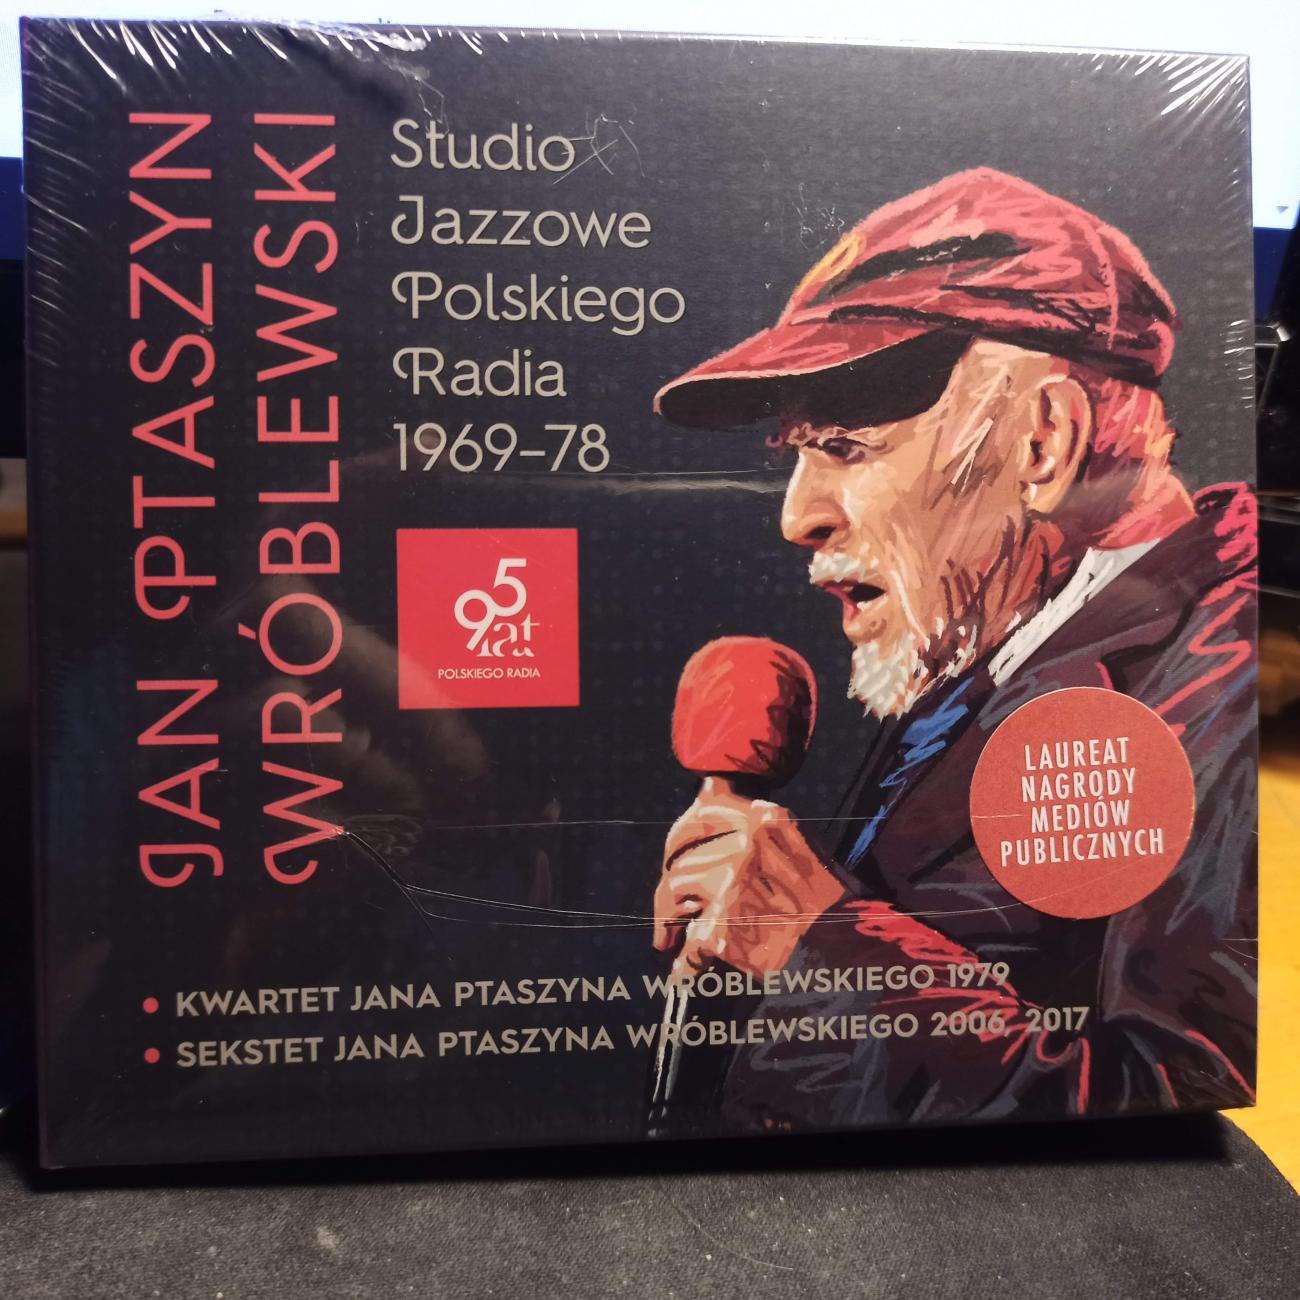 JAN PTASZYN
WRÓBLEWSKI
Studio
Jazzowe
Polskiego
Radia
1969–78
95
lat
POLSKIEGO RADIA
LAUREAT
NAGRODY
MEDIÓW
PUBLICZNYCH
• KWARTET JANA PTASZYNA WRÓBLEWSKIEGO 1979
• SEKSTET JANA PTASZYNA WRÓBLEWSKIEGO 2006, 2017